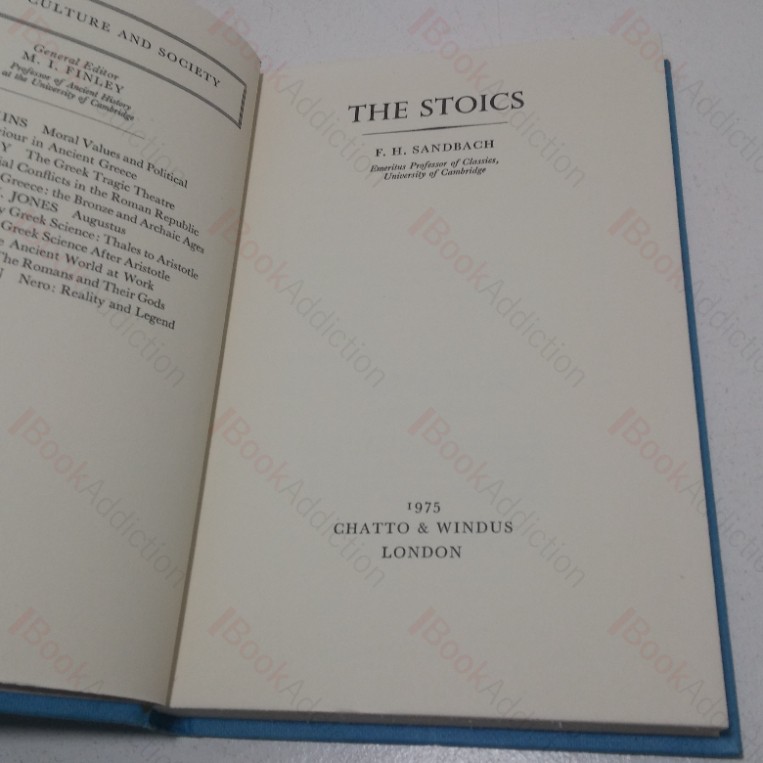 CULTURE AND SOCIETY
General Editor
M. I. FINLEY
Professor of Ancient History
at the University of Cambridge
Moral Values and Political
in Ancient Greece
The Greek Tragic Theatre
Conflicts in the Roman Republic
Greece: the Bronze and Archaic Ages
JONES Augustus
Greek Science: Thales to Aristotle
Greek Science After Aristotle
Ancient World at Work
The Romans and Their Gods
Nero: Reality and Legend
THE STOICS
F. H. SANDBACH
Emeritus Professor of Classics,
University of Cambridge
1975
CHATTO & WINDUS
LONDON
BookAddiction